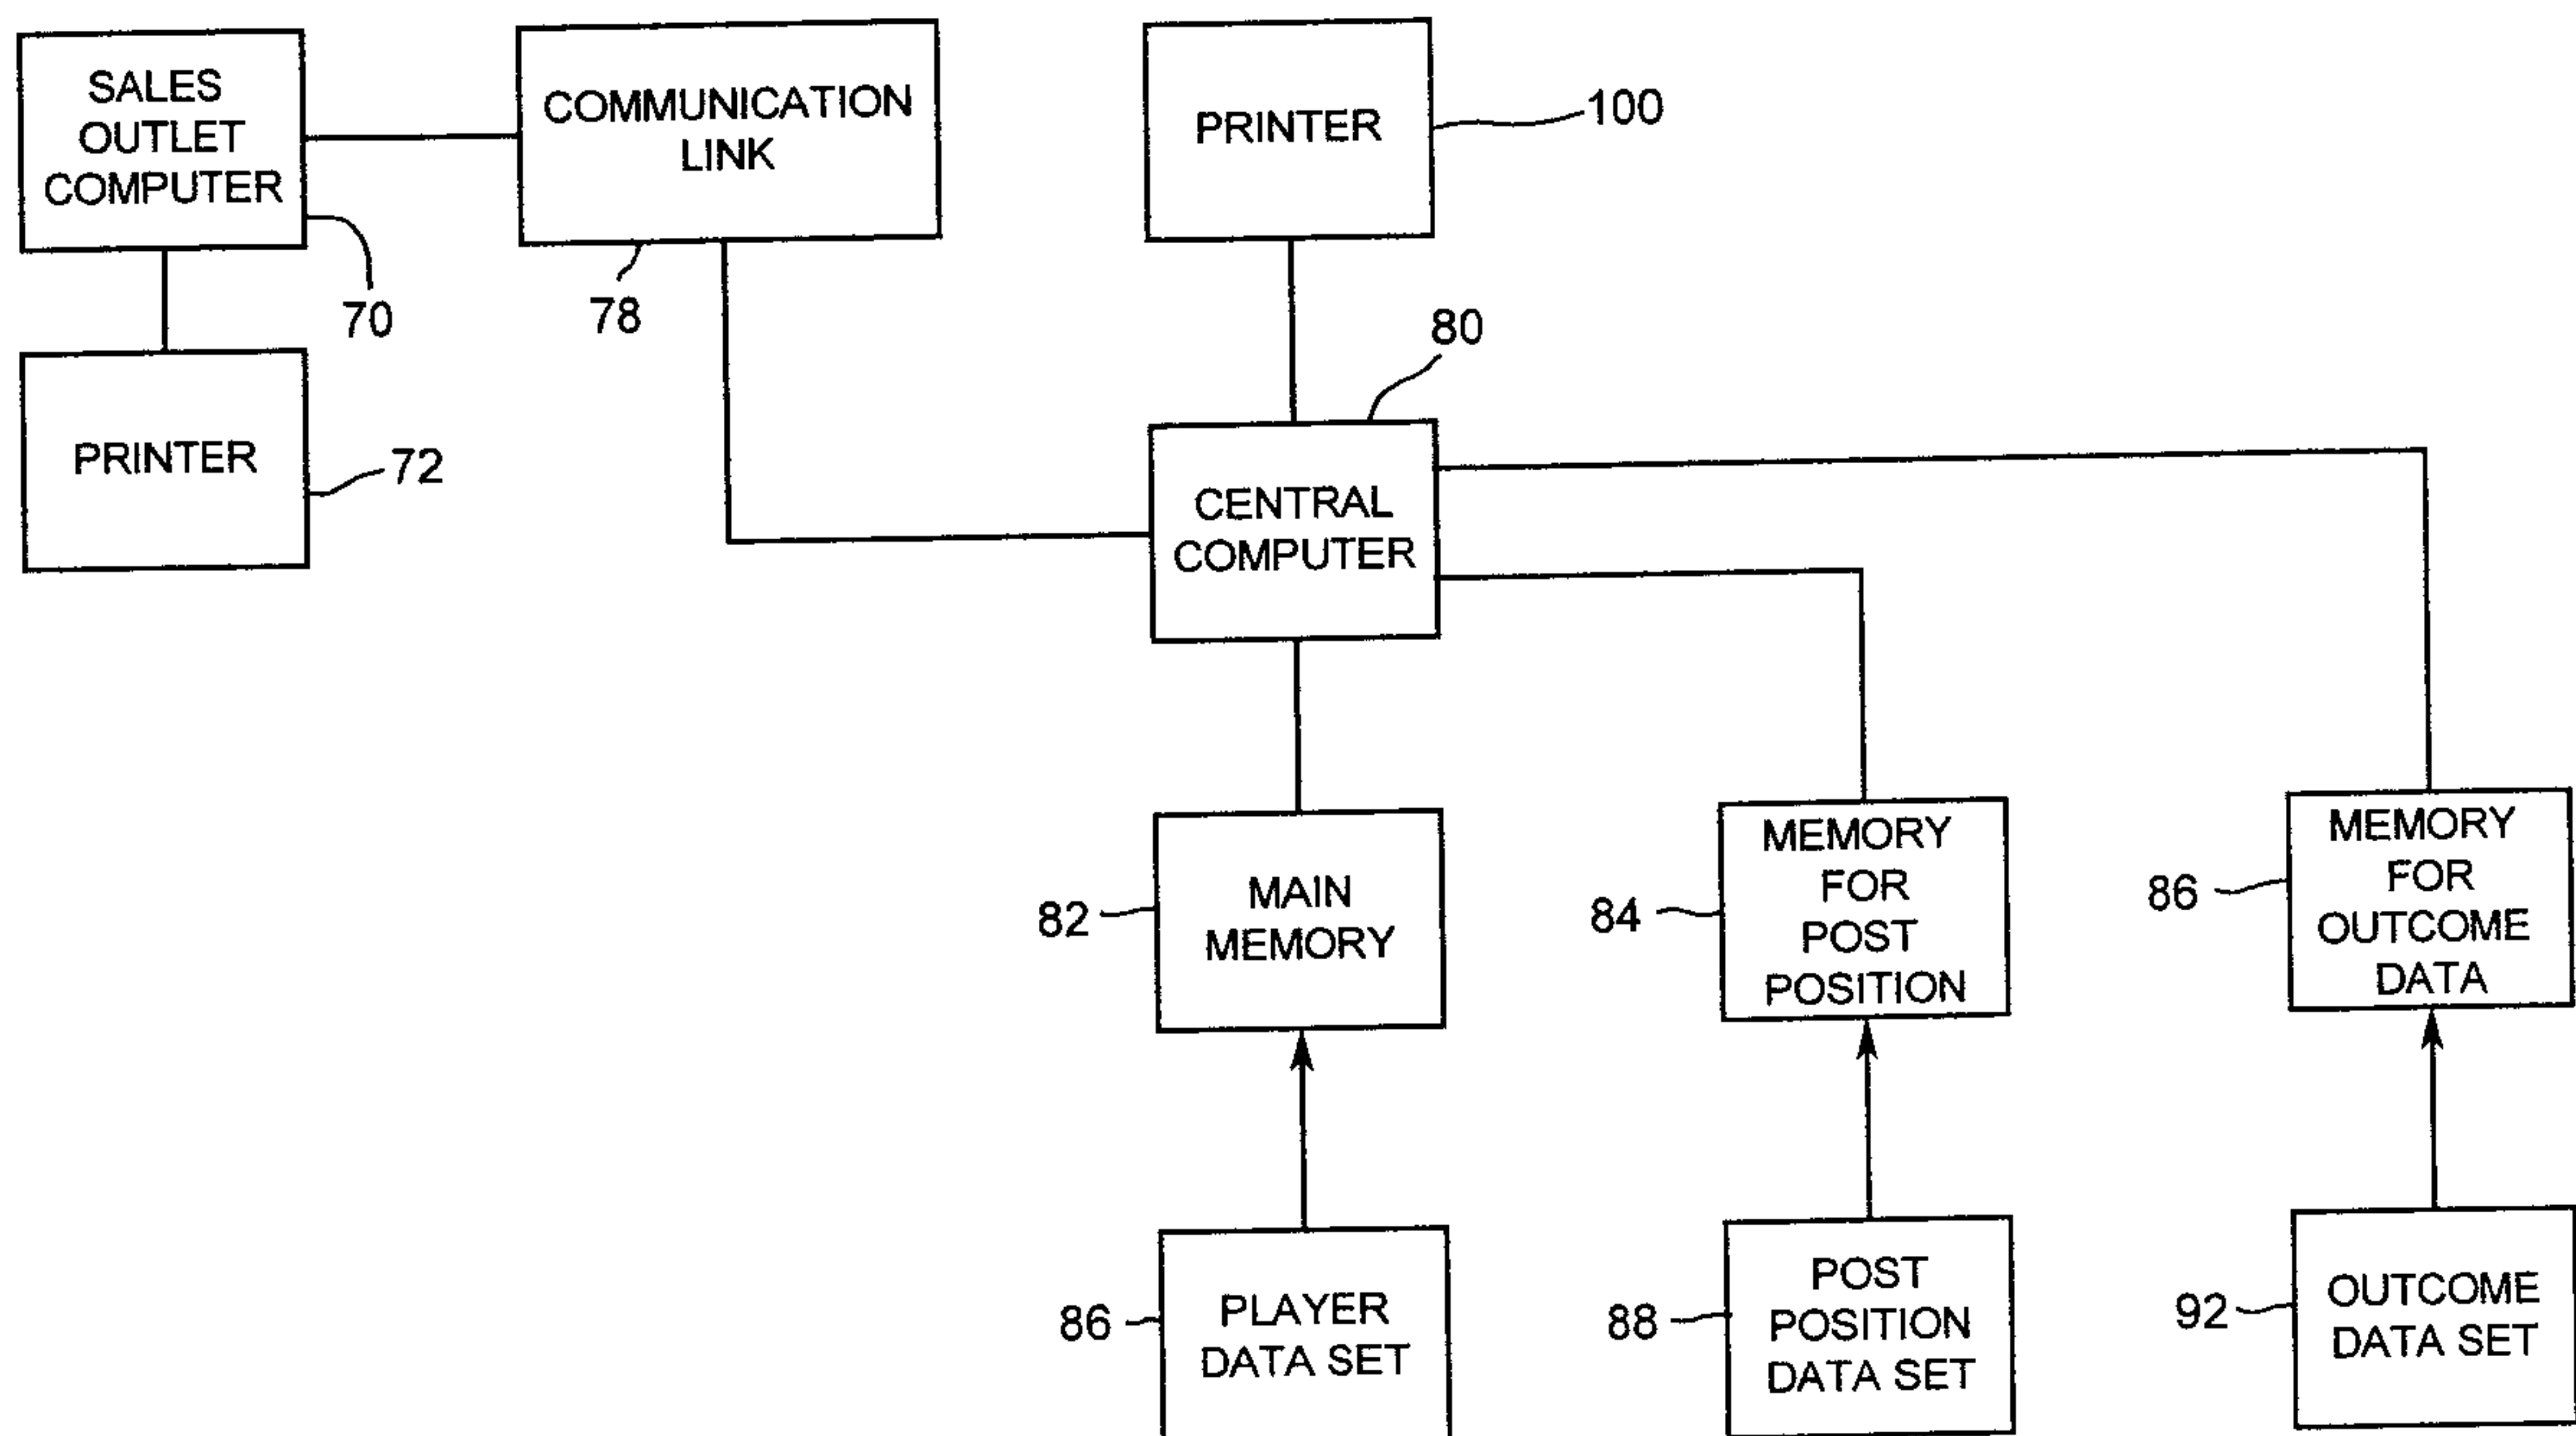 SALES
OUTLET
COMPUTER
70
COMMUNICATION
LINK
78
PRINTER
100
PRINTER
72
80
CENTRAL
COMPUTER
82
MAIN
MEMORY
84
MEMORY
FOR
POST
POSITION
86
MEMORY
FOR
OUTCOME
DATA
86
PLAYER
DATA SET
88
POST
POSITION
DATA SET
92
OUTCOME
DATA SET